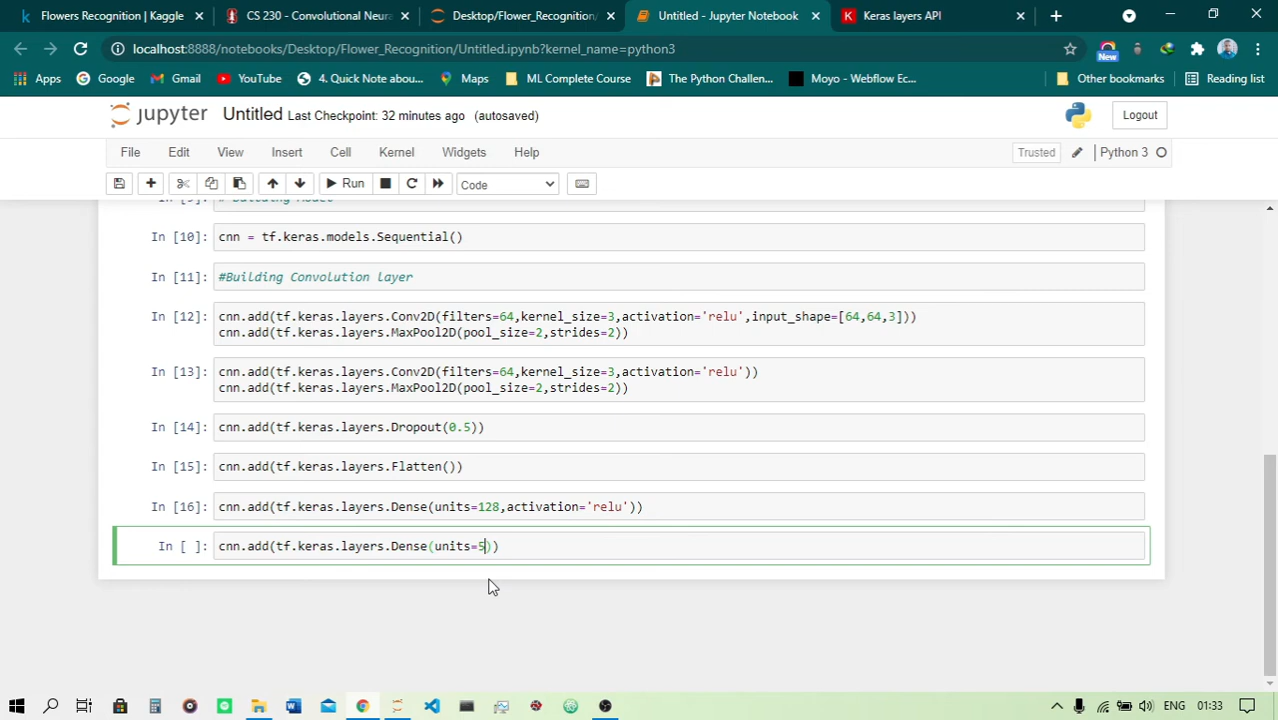 Flowers Recognition | Kaggle
CS 230 - Convolutional Neura
Desktop/Flower_Recognition/
Untitled - Jupyter Notebook
Keras layers API
localhost:8888/notebooks/Desktop/Flower_Recognition/Untitled.ipynb?kernel_name=python3
New
Apps
Google
Gmail
YouTube
4. Quick Note abou...
Maps
ML Complete Course
The Python Challen...
Moyo - Webflow Ec...
Other bookmarks
Reading list
jupyter Untitled Last Checkpoint: 32 minutes ago (autosaved)
Logout
File Edit View Insert Cell Kernel Widgets Help
Trusted
Python 3
Run
Code
In [9]: # Building Model
In [10]: cnn = tf.keras.models.Sequential()
In [11]: #Building Convolution layer
In [12]: cnn.add(tf.keras.layers.Conv2D(filters=64,kernel_size=3,activation='relu',input_shape=[64,64,3]))
cnn.add(tf.keras.layers.MaxPool2D(pool_size=2,strides=2))
In [13]: cnn.add(tf.keras.layers.Conv2D(filters=64,kernel_size=3,activation='relu'))
cnn.add(tf.keras.layers.MaxPool2D(pool_size=2,strides=2))
In [14]: cnn.add(tf.keras.layers.Dropout(0.5))
In [15]: cnn.add(tf.keras.layers.Flatten())
In [16]: cnn.add(tf.keras.layers.Dense(units=128,activation='relu'))
In [ ]: cnn.add(tf.keras.layers.Dense(units=5))
ENG
01:33